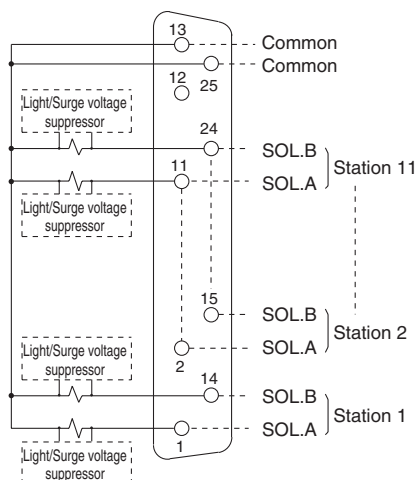 13
Common
Common
12
25
Light/Surge voltage
suppressor
24
SOL.B
Station 11
11
SOL.A
Light/Surge voltage
suppressor
15
SOL.B
Station 2
SOL.A
2
Light/Surge voltage
suppressor
14
SOL.B
Station 1
SOL.A
1
Light/Surge voltage
suppressor